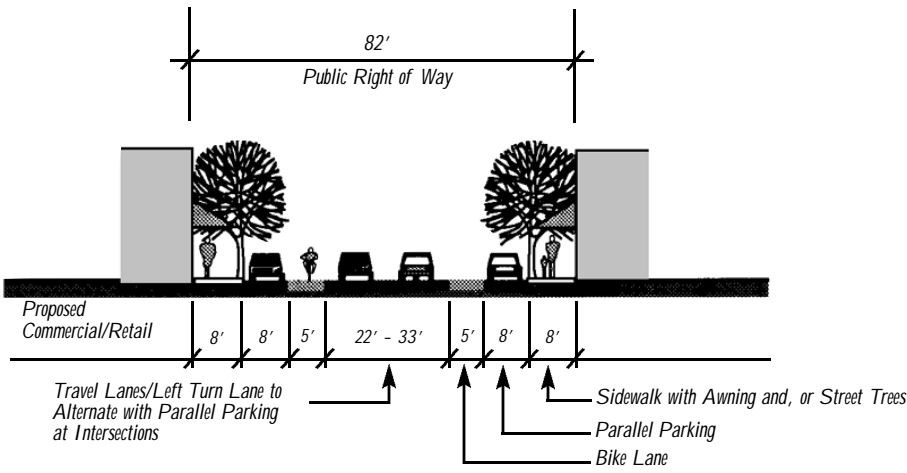 82'
Public Right of Way
Proposed
Commercial/Retail
8' 8' 5' 22' - 33' 5' 8' 8'
Travel Lanes/Left Turn Lane to
Alternate with Parallel Parking
at Intersections
Sidewalk with Awning and, or Street Trees
Parallel Parking
Bike Lane